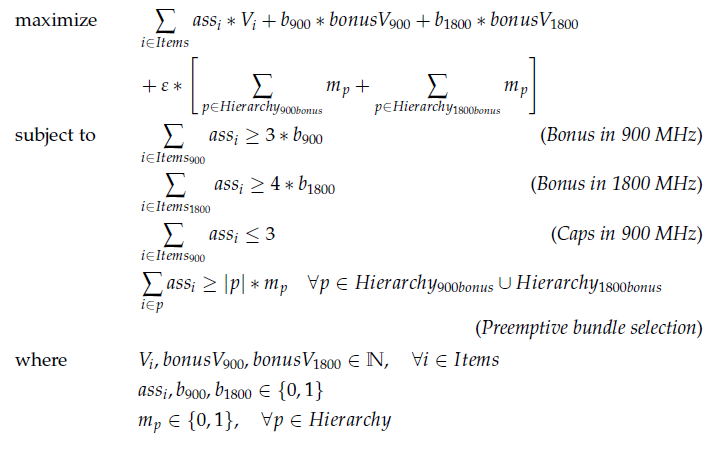 maximize ∑_{i∈Items} ass_i * V_i + b_900 * bonusV_900 + b_1800 * bonusV_1800
+ ε * [ ∑_{p∈Hierarchy_900bonus} m_p + ∑_{p∈Hierarchy_1800bonus} m_p ]
subject to ∑_{i∈Items_900} ass_i ≥ 3 * b_900 (Bonus in 900 MHz)
∑_{i∈Items_1800} ass_i ≥ 4 * b_1800 (Bonus in 1800 MHz)
∑_{i∈Items_900} ass_i ≤ 3 (Caps in 900 MHz)
∑_{i∈p} ass_i ≥ |p| * m_p ∀p ∈ Hierarchy_900bonus ∪ Hierarchy_1800bonus
(Preemptive bundle selection)
where V_i, bonusV_900, bonusV_1800 ∈ ℕ, ∀i ∈ Items
ass_i, b_900, b_1800 ∈ {0, 1}
m_p ∈ {0, 1}, ∀p ∈ Hierarchy